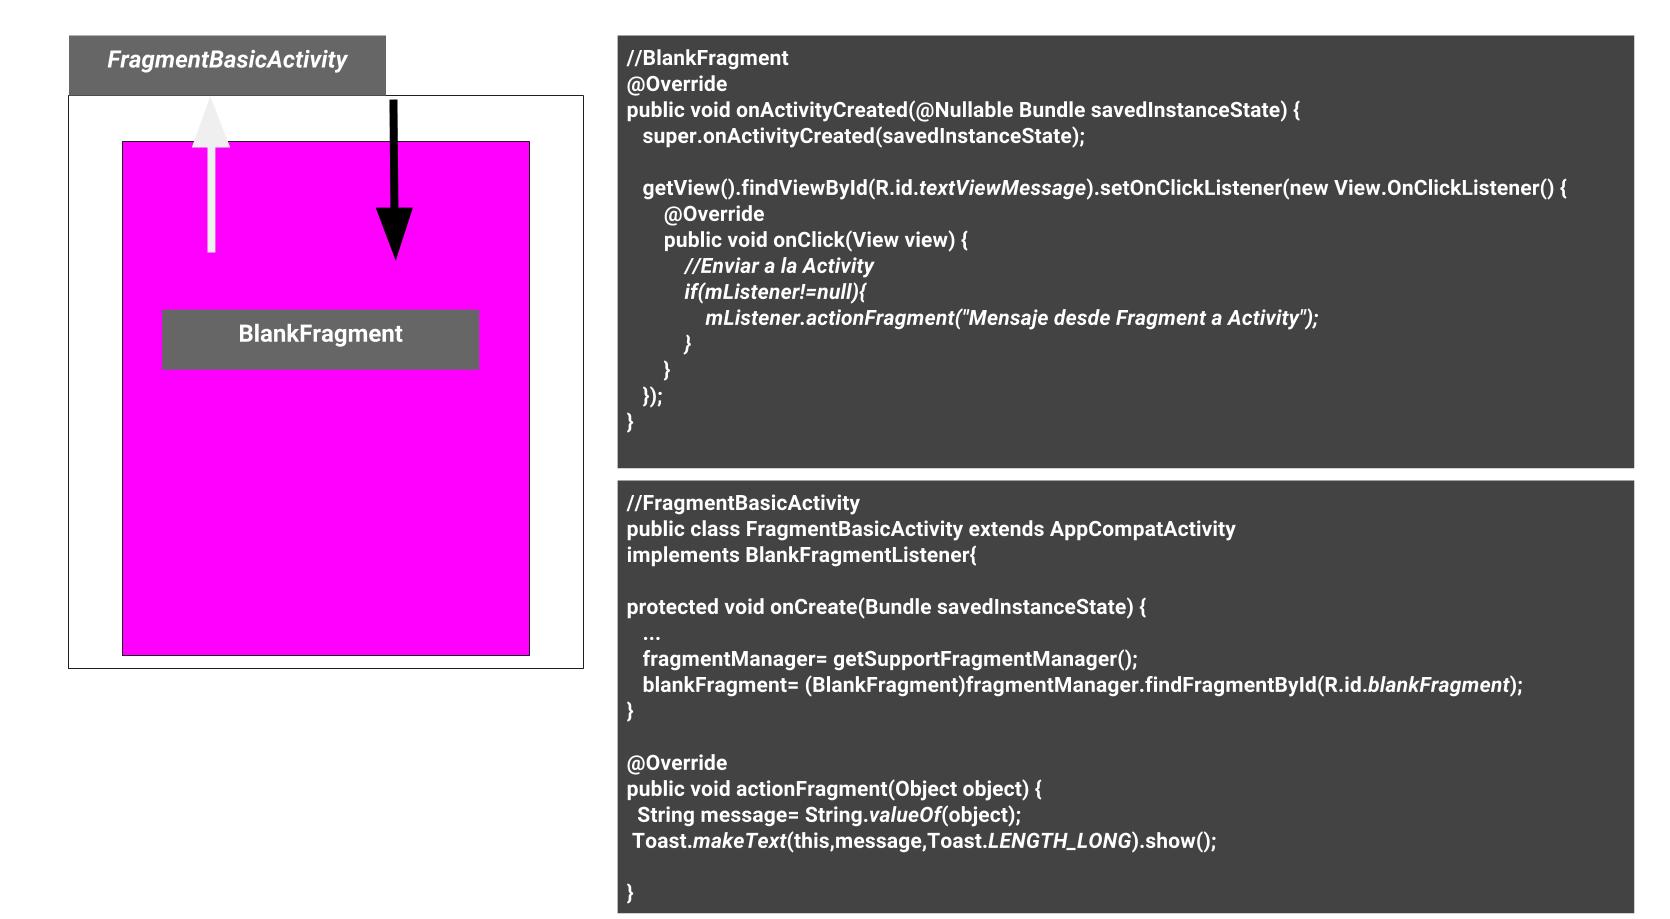 FragmentBasicActivity
BlankFragment
//BlankFragment
@Override
public void onActivityCreated(@Nullable Bundle savedInstanceState) {
super.onActivityCreated(savedInstanceState);
getView().findViewById(R.id.textViewMessage).setOnClickListener(new View.OnClickListener() {
@Override
public void onClick(View view) {
//Enviar a la Activity
if(mListener!=null){
mListener.actionFragment("Mensaje desde Fragment a Activity");
}
}
});
}
//FragmentBasicActivity
public class FragmentBasicActivity extends AppCompatActivity
implements BlankFragmentListener{
protected void onCreate(Bundle savedInstanceState) {
...
fragmentManager= getSupportFragmentManager();
blankFragment= (BlankFragment)fragmentManager.findFragmentById(R.id.blankFragment);
}
@Override
public void actionFragment(Object object) {
String message= String.valueOf(object);
Toast.makeText(this,message,Toast.LENGTH_LONG).show();
}